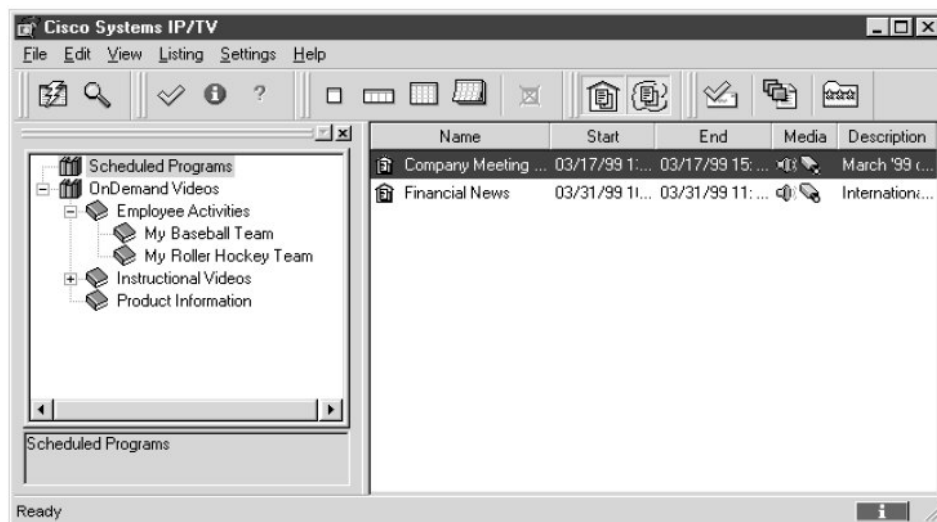 Cisco Systems IP/TV
File Edit View Listing Settings Help
Name Start End Media Description
Scheduled Programs
OnDemand Videos
Employee Activities
My Baseball Team
My Roller Hockey Team
Instructional Videos
Product Information
Company Meeting ... 03/17/99 1:... 03/17/99 15: ... March '99 (...
Financial News 03/31/99 1(... 03/31/99 11: ... Internationa...
Scheduled Programs
Ready